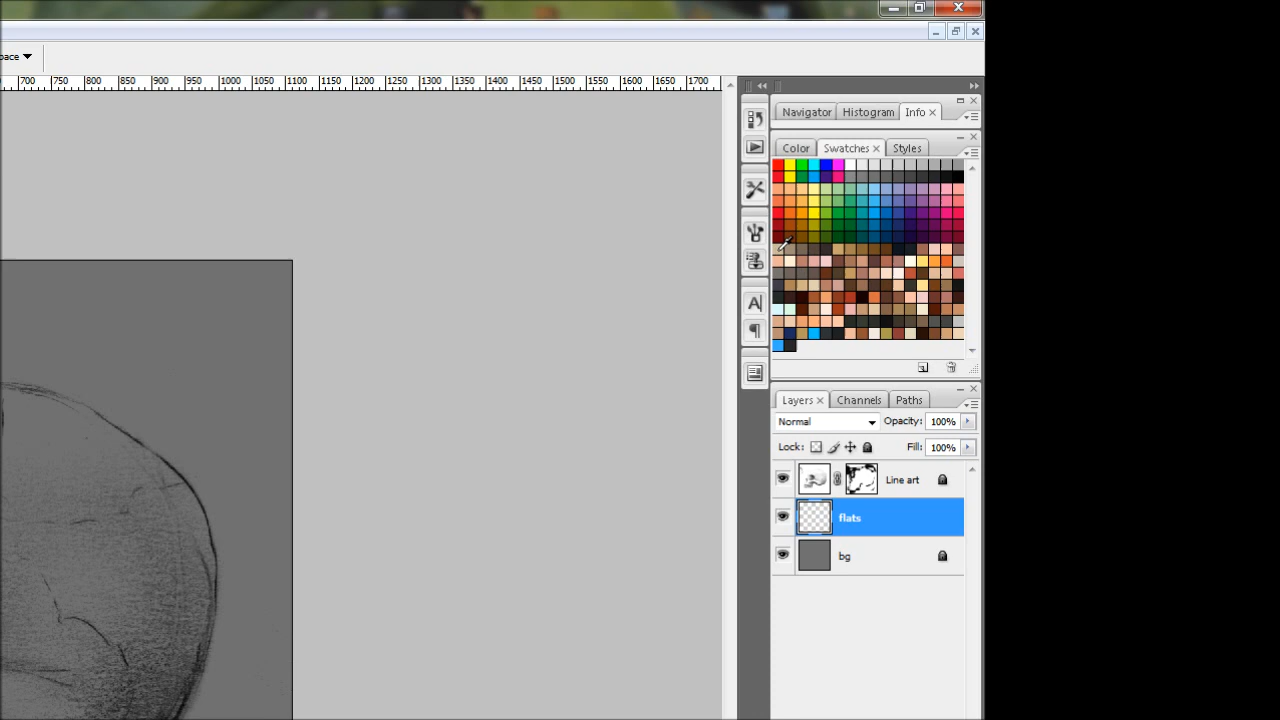 pace
700 750 800 850 900 950 1000 1050 1100 1150 1200 1250 1300 1350 1400 1450 1500 1550 1600 1650 1700
Navigator Histogram Info
Color Swatches Styles
Layers Channels Paths
Normal Opacity: 100%
Lock: Fill: 100%
Line art
flats
bg